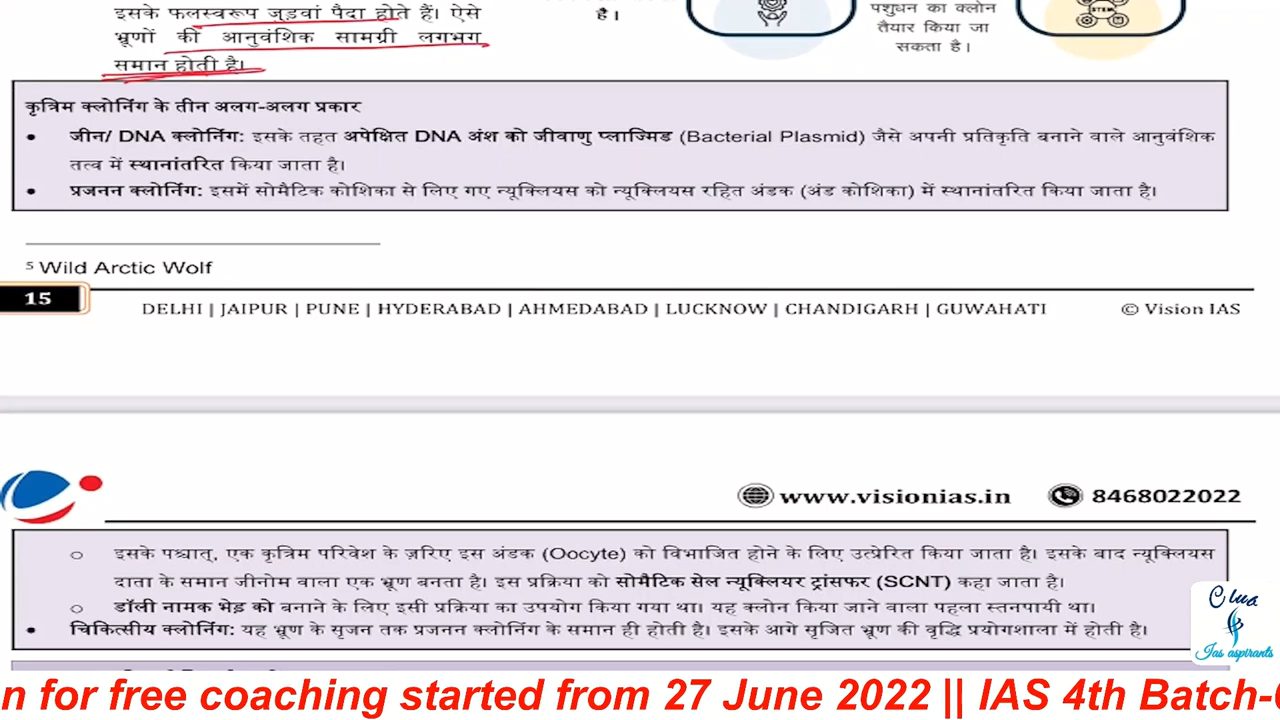 इसके फलस्वरूप जुड़वां पैदा होते हैं। ऐसे
भ्रूणों की आनुवंशिक सामग्री लगभग
समान होती है।
है।
पशुधन का क्लोन
तैयार किया जा
सकता है।
कृत्रिम क्लोनिंग के तीन अलग-अलग प्रकार
• जीन/ DNA क्लोनिंग: इसके तहत अपेक्षित DNA अंश को जीवाणु प्लाज्मिड (Bacterial Plasmid) जैसे अपनी प्रतिकृति बनाने वाले आनुवंशिक
तत्व में स्थानांतरित किया जाता है।
• प्रजनन क्लोनिंग: इसमें सोमैटिक कोशिका से लिए गए न्यूक्लियस को न्यूक्लियस रहित अंडक (अंड कोशिका) में स्थानांतरित किया जाता है।
5 Wild Arctic Wolf
15
DELHI | JAIPUR | PUNE | HYDERABAD | AHMEDABAD | LUCKNOW | CHANDIGARH | GUWAHATI © Vision IAS
www.visionias.in 8468022022
○ इसके पश्चात्, एक कृत्रिम परिवेश के ज़रिए इस अंडक (Oocyte) को विभाजित होने के लिए उत्प्रेरित किया जाता है। इसके बाद न्यूक्लियस
दाता के समान जीनोम वाला एक भ्रूण बनता है। इस प्रक्रिया को सोमैटिक सेल न्यूक्लियर ट्रांसफर (SCNT) कहा जाता है।
○ डॉली नामक भेड़ को बनाने के लिए इसी प्रक्रिया का उपयोग किया गया था। यह क्लोन किया जाने वाला पहला स्तनपायी था।
• चिकित्सीय क्लोनिंग: यह भ्रूण के सृजन तक प्रजनन क्लोनिंग के समान ही होती है। इसके आगे सृजित भ्रूण की वृद्धि प्रयोगशाला में होती है।
Ias aspirants
n for free coaching started from 27 June 2022 || IAS 4th Batch-